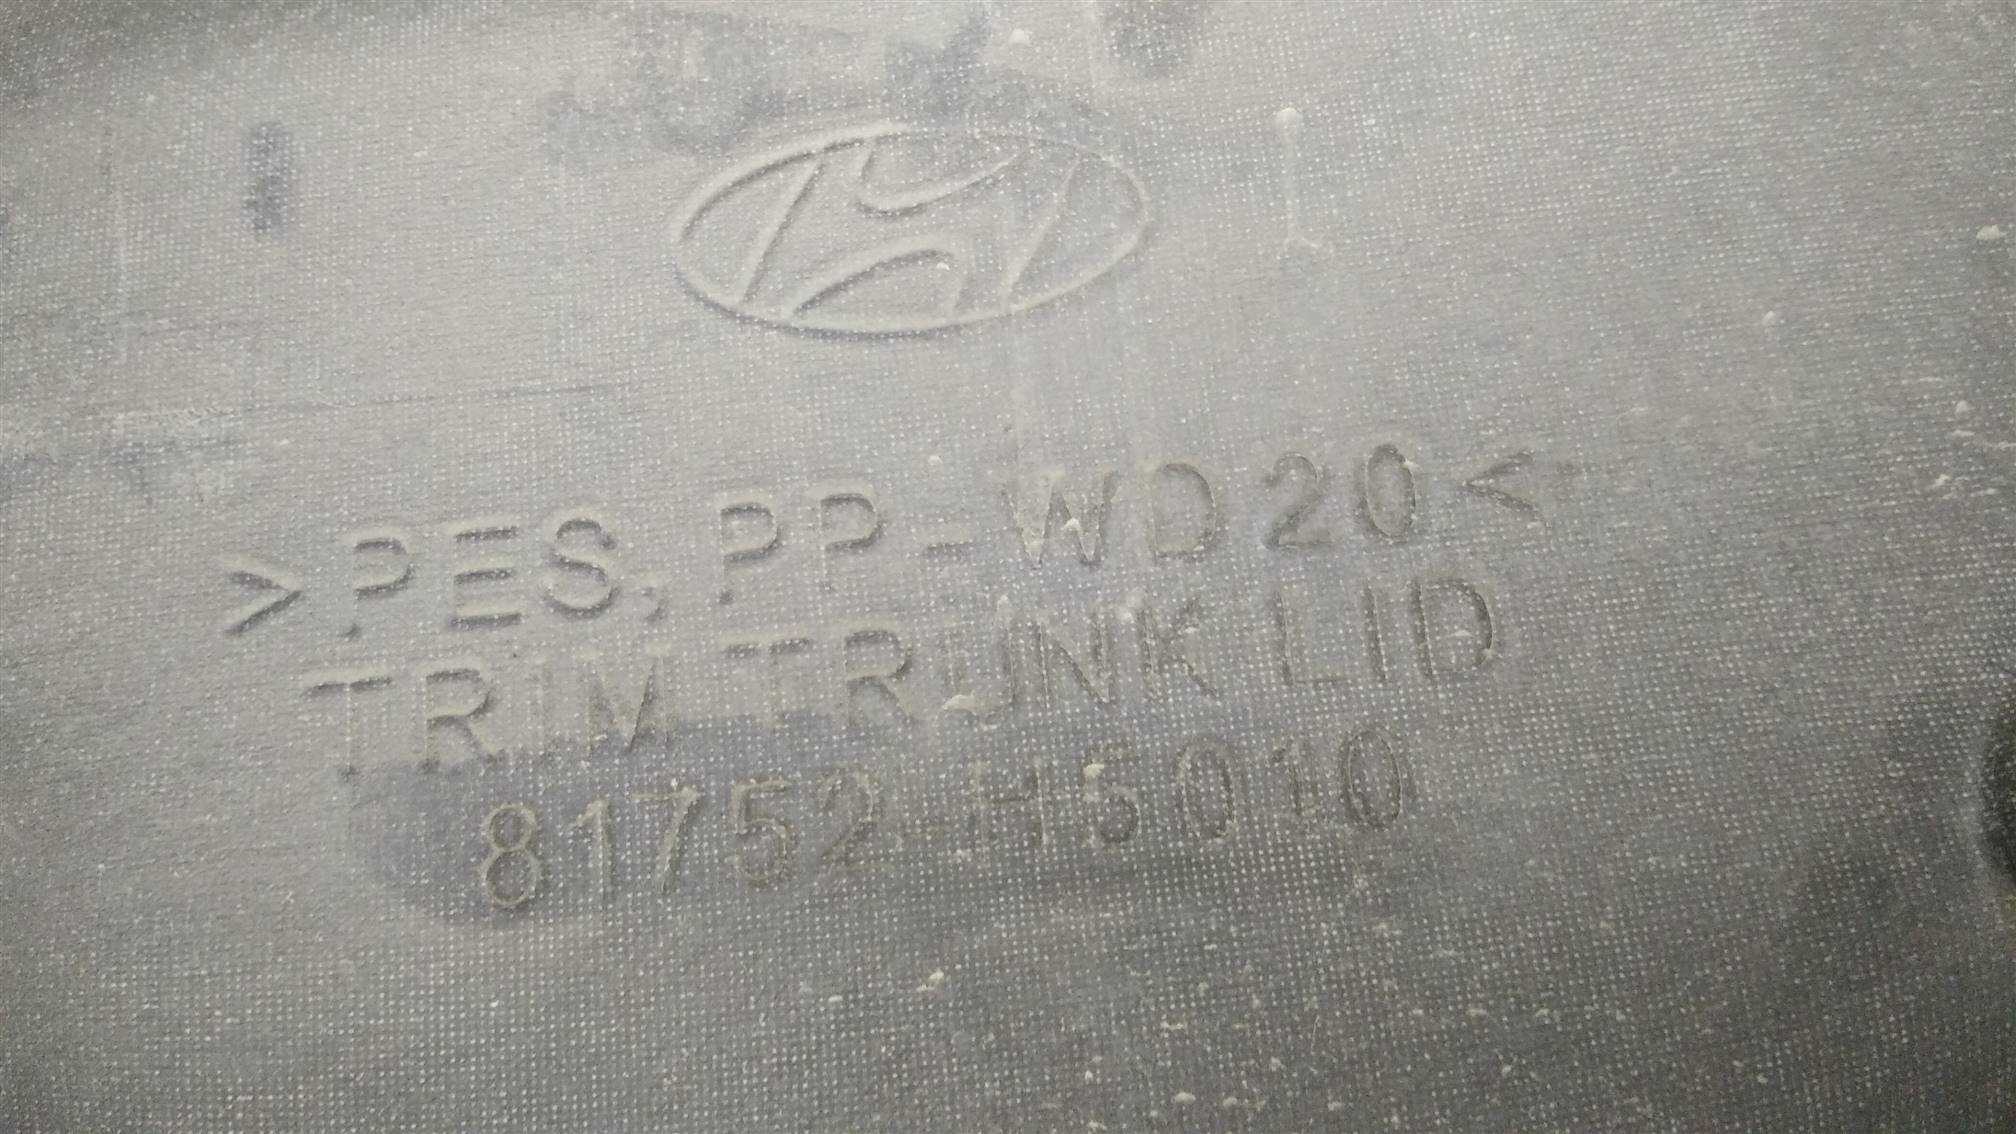 >PES, PP-WD20<
TRIM TRUNK LID
81752-H5010